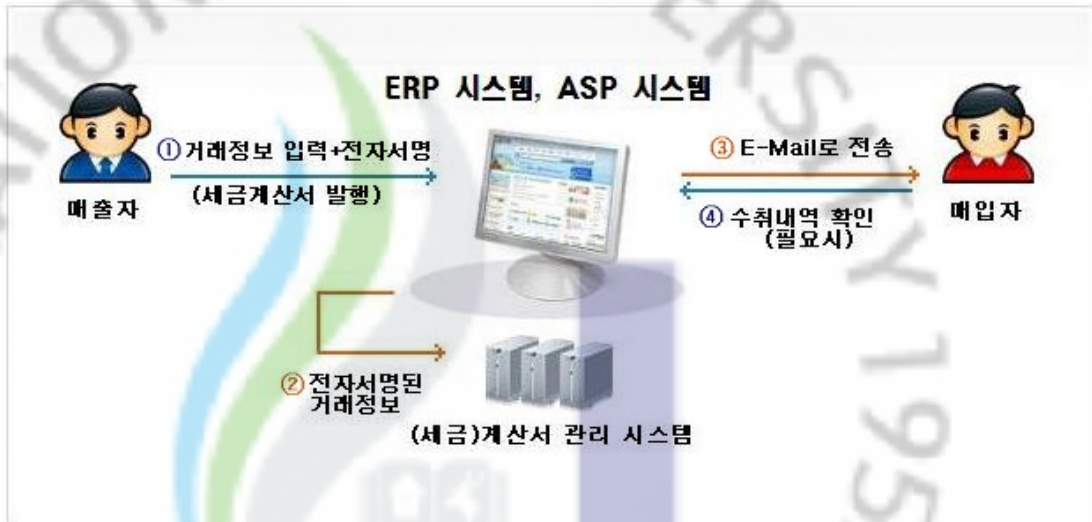 ERP 시스템, ASP 시스템
①거래정보 입력+전자서명
(세금계산서 발행)
매출자
③ E-Mail로 전송
④ 수취내역 확인
(필요시)
매입자
② 전자서명된
거래정보
(세금)계산서 관리 시스템
ERSITY 195